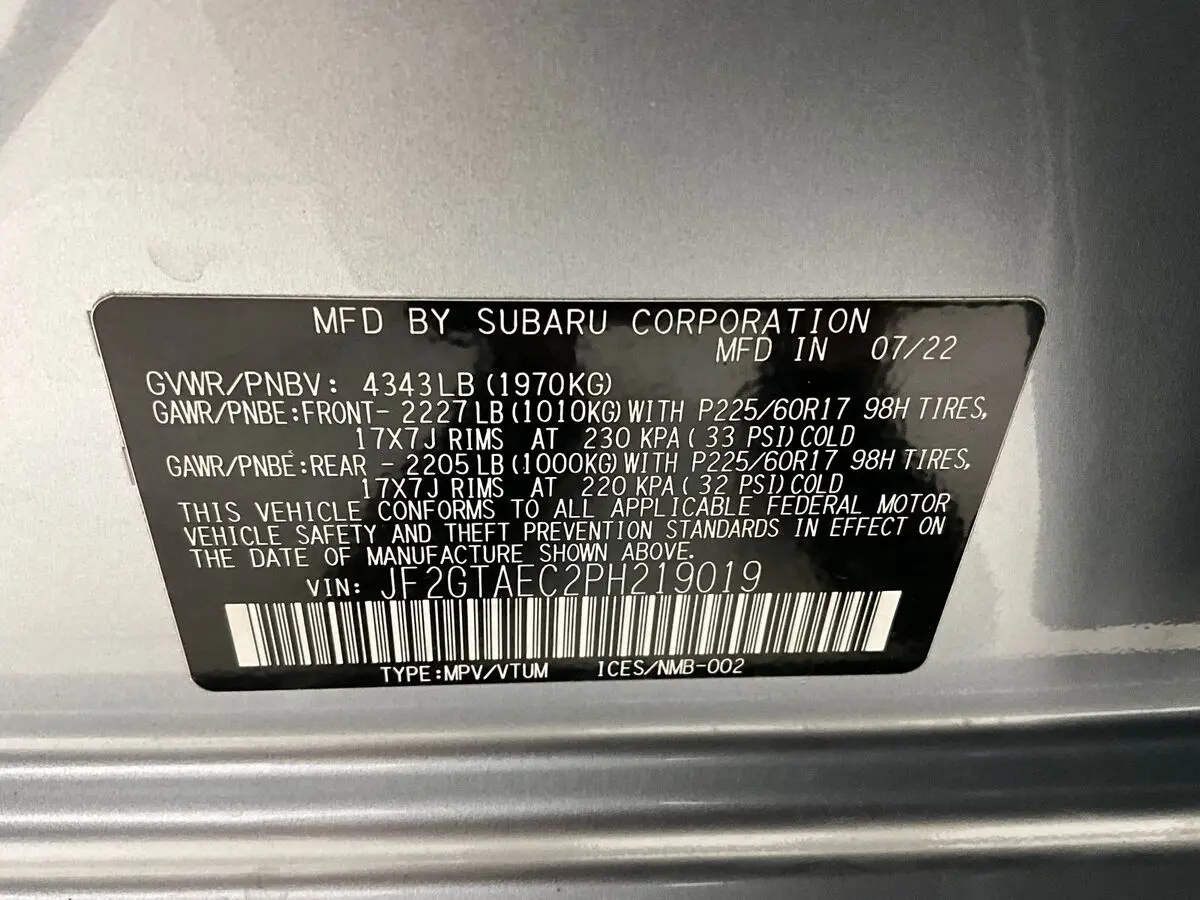 MFD BY SUBARU CORPORATION
MFD IN 07/22
GVWR/PNBV: 4343LB(1970KG)
GAWR/PNBE:FRONT- 2227LB(1010KG)WITH P225/60R17 98H TIRES,
17X7J RIMS AT 230 KPA( 33 PSI)COLD
GAWR/PNBE:REAR - 2205LB(1000KG)WITH P225/60R17 98H TIRES,
17X7J RIMS AT 220 KPA( 32 PSI)COLD
THIS VEHICLE CONFORMS TO ALL APPLICABLE FEDERAL MOTOR
VEHICLE SAFETY AND THEFT PREVENTION STANDARDS IN EFFECT ON
THE DATE OF MANUFACTURE SHOWN ABOVE.
VIN: JF2GTAEC2PH219019
TYPE:MPV/VTUM ICES/NMB-002